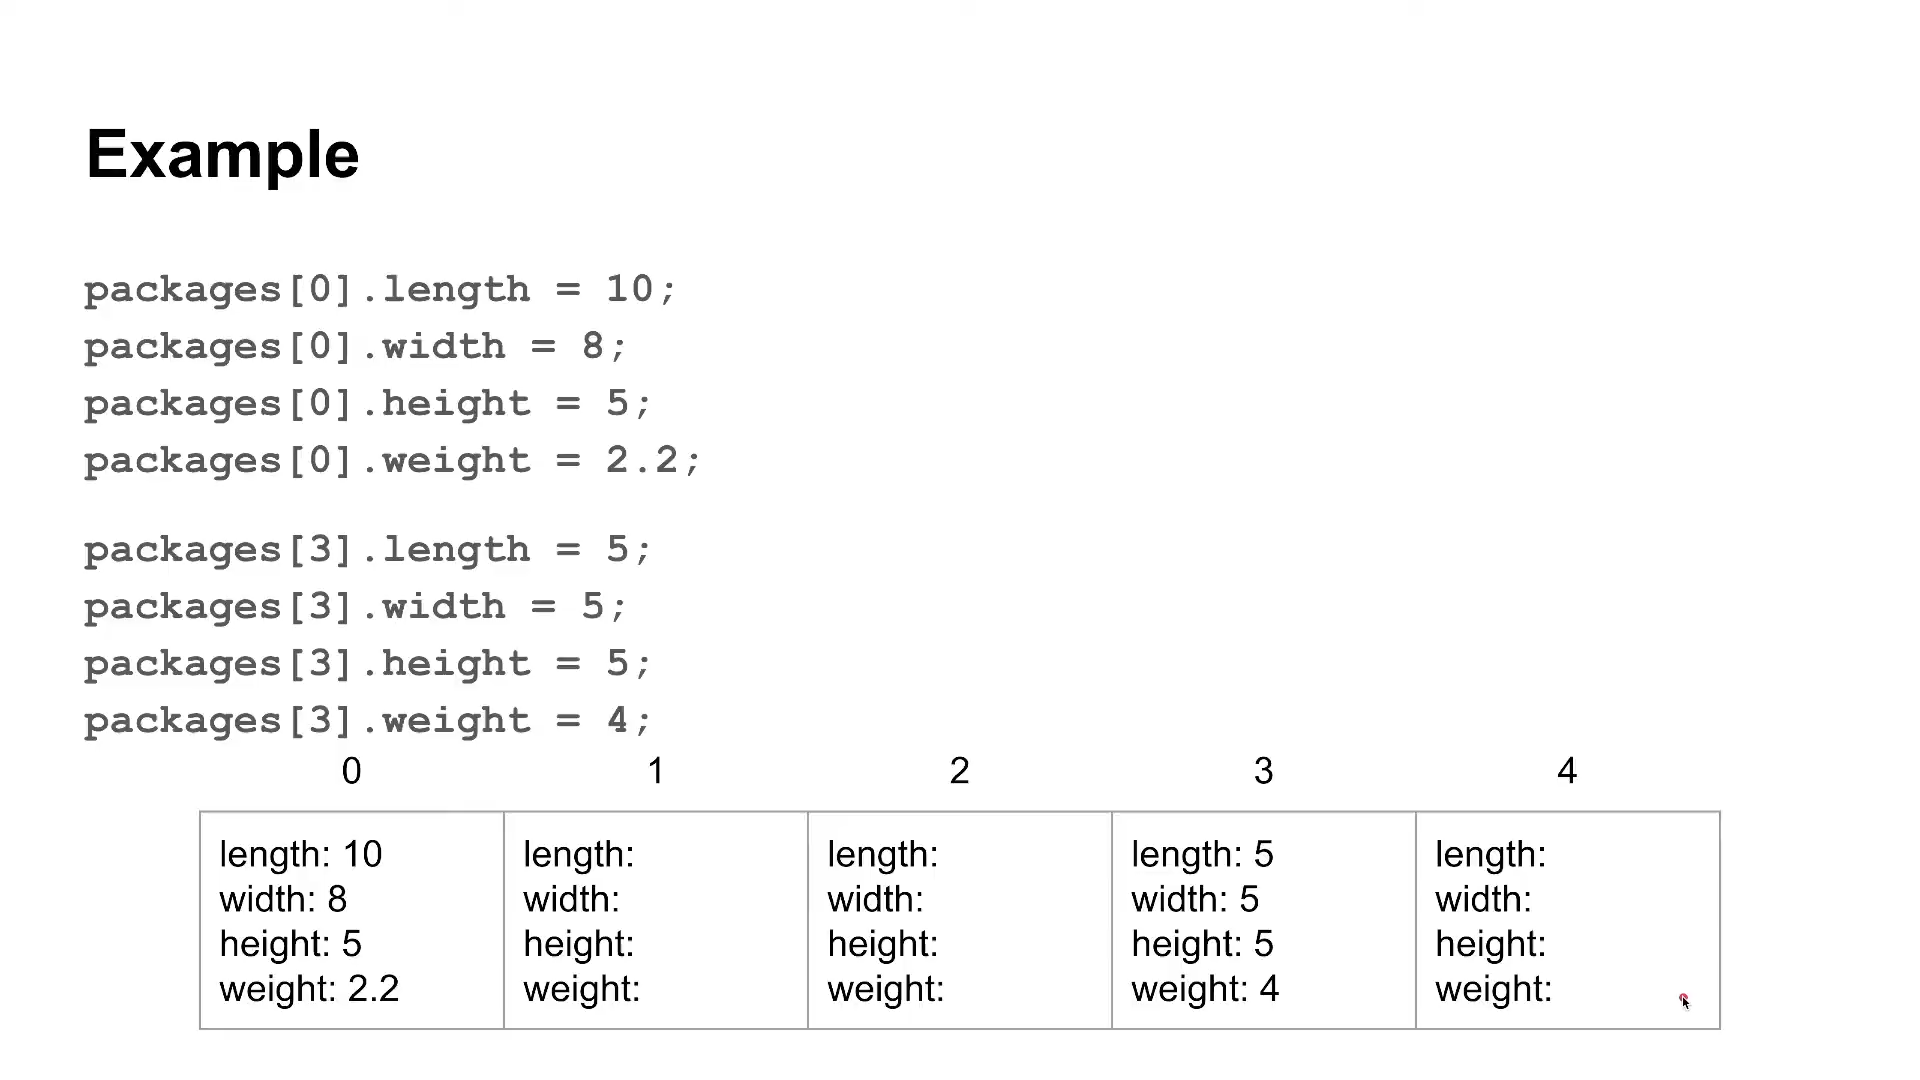 Example
packages[0].length = 10;
packages[0].width = 8;
packages[0].height = 5;
packages[0].weight = 2.2;
packages[3].length = 5;
packages[3].width = 5;
packages[3].height = 5;
packages[3].weight = 4;
0 1 2 3 4
length: 10 length: length: length: 5 length:
width: 8 width: width: width: 5 width:
height: 5 height: height: height: 5 height:
weight: 2.2 weight: weight: weight: 4 weight: